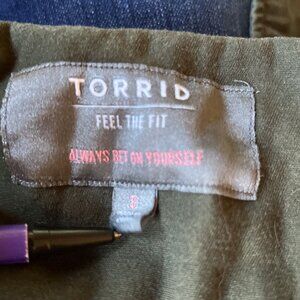 TORRID
FEEL THE FIT
ALWAYS BET ON YOURSELF
3